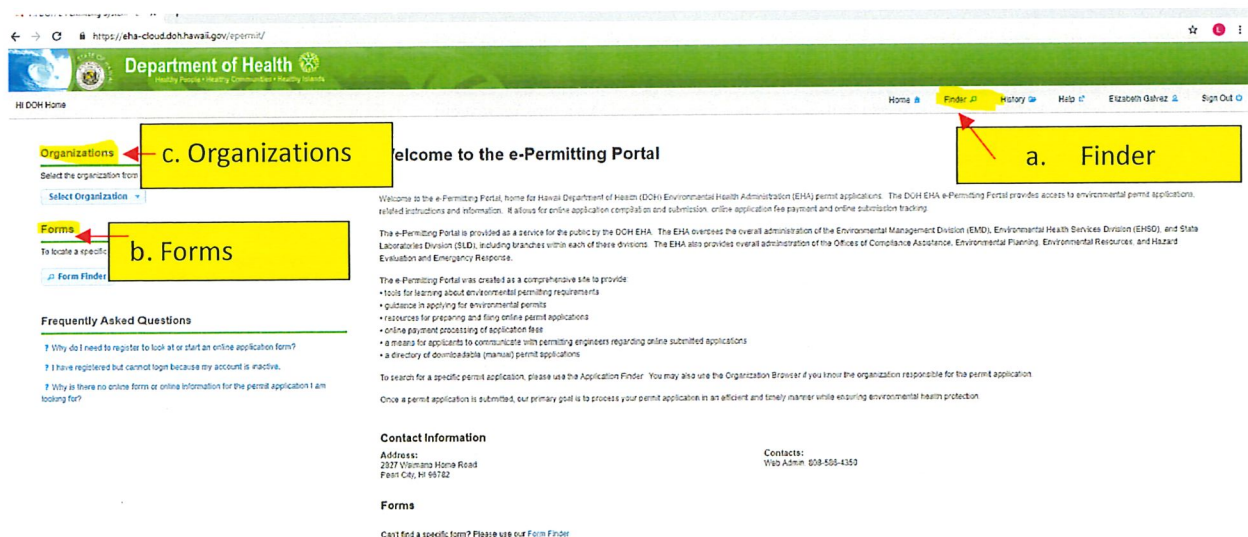 https://eha-cloud.doh.hawaii.gov/epermit/
Department of Health
Healthy People • Healthy Communities • Healthy Islands
HI DOH Home
Home
Finder
History
Help
Elizabeth Galvez
Sign Out
Organizations
c. Organizations
Select the organization from
Select Organization
Forms
b. Forms
To locate a specific
Form Finder
Frequently Asked Questions
? Why do I need to register to look at or start an online application form?
? I have registered but cannot login because my account is inactive.
? Why is there no online form or online information for the permit application I am
looking for?
a. Finder
elcome to the e-Permitting Portal
Welcome to the e-Permitting Portal, home for Hawaii Department of Health (DOH) Environmental Health Administration (EHA) permit applications. The DOH EHA e-Permitting Portal provides access to environmental permit applications,
related instructions and information. It allows for online application compilation and submission, online application fee payment and online submission tracking.
The e-Permitting Portal is provided as a service for the public by the DOH EHA. The EHA oversees the overall administration of the Environmental Management Division (EMD), Environmental Health Services Division (EHSD), and State
Laboratories Division (SLD), including branches within each of these divisions. The EHA also provides overall administration of the Offices of Compliance Assistance, Environmental Planning, Environmental Resources, and Hazard
Evaluation and Emergency Response.
The e-Permitting Portal was created as a comprehensive site to provide:
• tools for learning about environmental permitting requirements
• guidance in applying for environmental permits
• resources for preparing and filing online permit applications
• online payment processing of application fees
• a means for applicants to communicate with permitting engineers regarding online submitted applications
• a directory of downloadable (manual) permit applications
To search for a specific permit application, please use the Application Finder. You may also use the Organization Browser if you know the organization responsible for the permit application.
Once a permit application is submitted, our primary goal is to process your permit application in an efficient and timely manner while ensuring environmental health protection.
Contact Information
Address:
2827 Waimano Home Road
Pearl City, HI 96782
Contacts:
Web Admin: 808-586-4350
Forms
Can't find a specific form? Please use our Form Finder